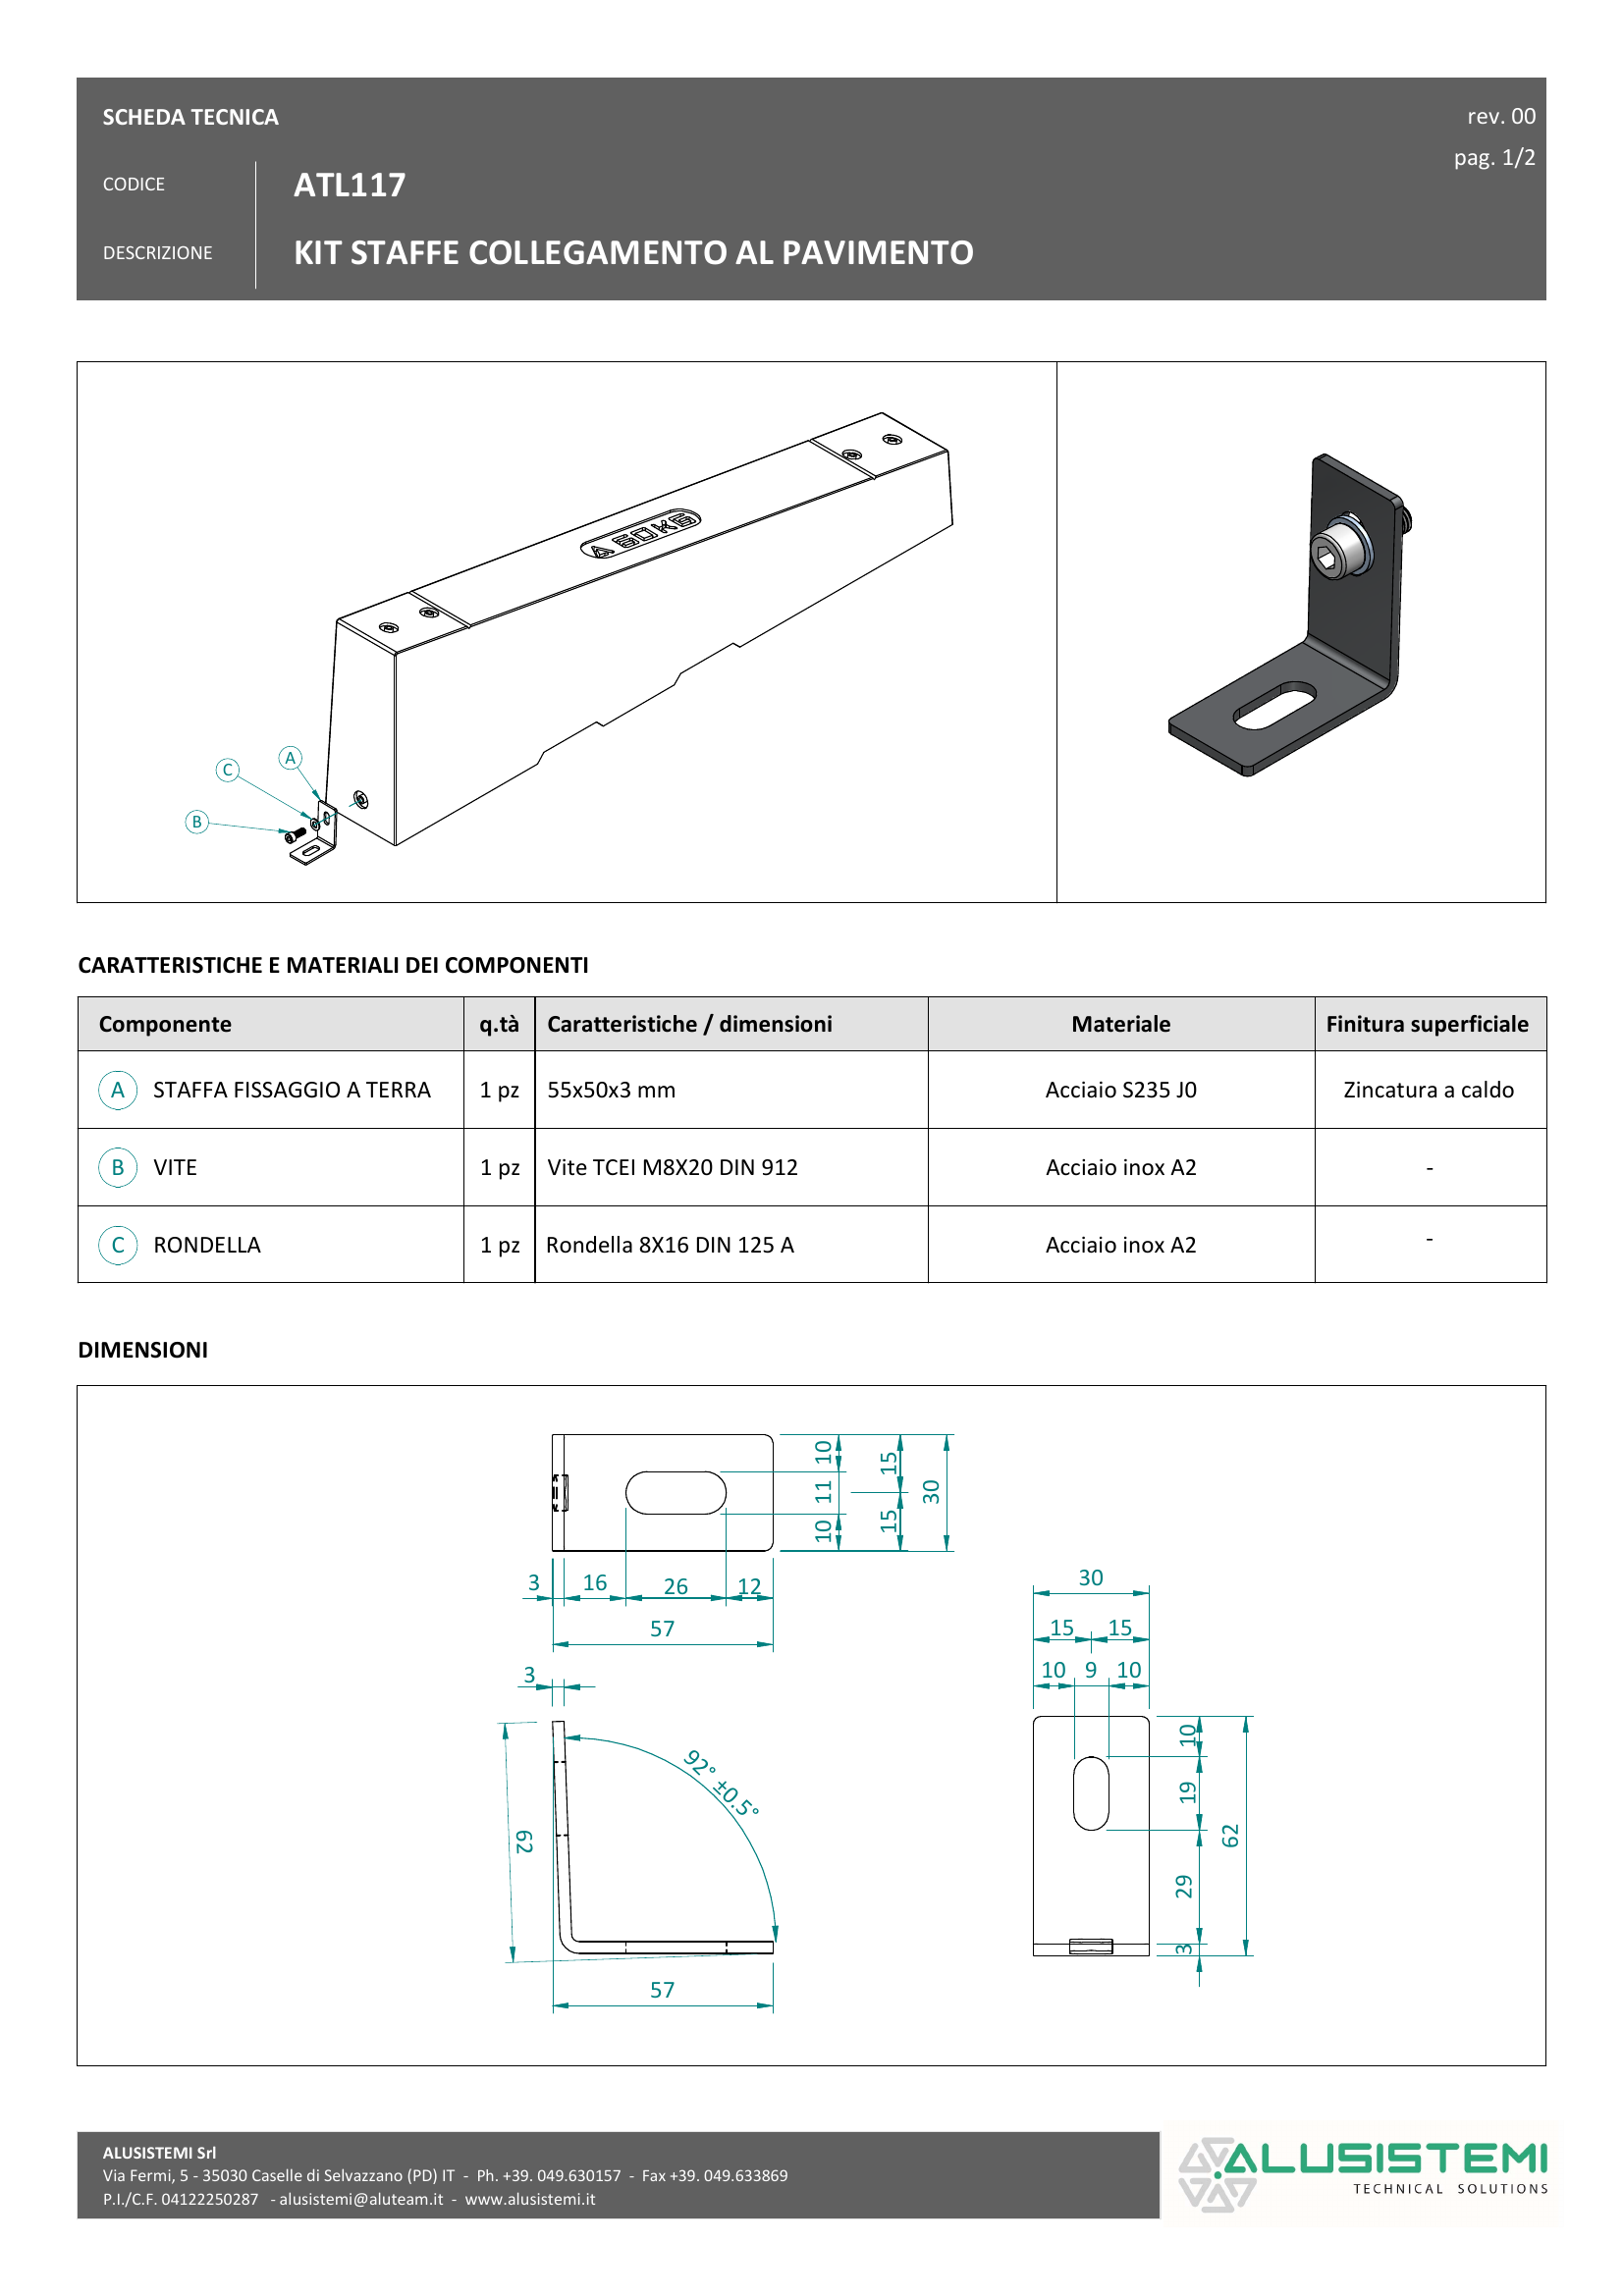 SCHEDA TECNICA
rev. 00
pag. 1/2
CODICE
ATL117
DESCRIZIONE
KIT STAFFE COLLEGAMENTO AL PAVIMENTO
60KG
A
C
B
CARATTERISTICHE E MATERIALI DEI COMPONENTI
Componente q.tà Caratteristiche / dimensioni Materiale Finitura superficiale
A STAFFA FISSAGGIO A TERRA 1 pz 55x50x3 mm Acciaio S235 J0 Zincatura a caldo
B VITE 1 pz Vite TCEI M8X20 DIN 912 Acciaio inox A2 -
C RONDELLA 1 pz Rondella 8X16 DIN 125 A Acciaio inox A2 -
DIMENSIONI
10 15
11 30
10 15
3 16 26 12
57
3
92° ±0.5°
62
57
30
15 15
10 9 10
10
19
62
29
3
ALUSISTEMI Srl
Via Fermi, 5 - 35030 Caselle di Selvazzano (PD) IT - Ph. +39. 049.630157 - Fax +39. 049.633869
P.I./C.F. 04122250287 - alusistemi@aluteam.it - www.alusistemi.it
ALUSISTEMI
TECHNICAL SOLUTIONS